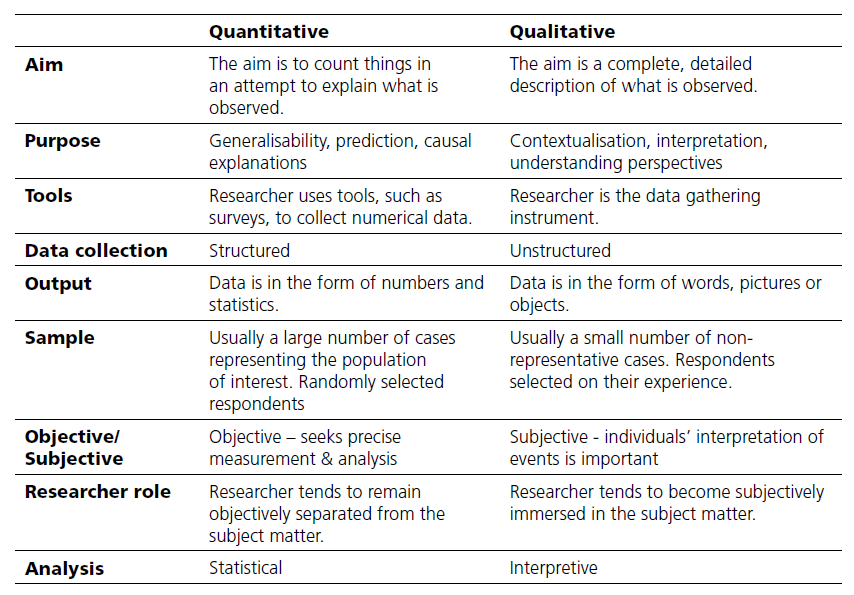 Quantitative Qualitative
Aim The aim is to count things in The aim is a complete, detailed
an attempt to explain what is description of what is observed.
observed.
Purpose Generalisability, prediction, causal Contextualisation, interpretation,
explanations understanding perspectives
Tools Researcher uses tools, such as Researcher is the data gathering
surveys, to collect numerical data. instrument.
Data collection Structured Unstructured
Output Data is in the form of numbers and Data is in the form of words, pictures or
statistics. objects.
Sample Usually a large number of cases Usually a small number of non-
representing the population representative cases. Respondents
of interest. Randomly selected selected on their experience.
respondents
Objective/ Objective – seeks precise Subjective - individuals’ interpretation of
Subjective measurement & analysis events is important
Researcher role Researcher tends to remain Researcher tends to become subjectively
objectively separated from the immersed in the subject matter.
subject matter.
Analysis Statistical Interpretive